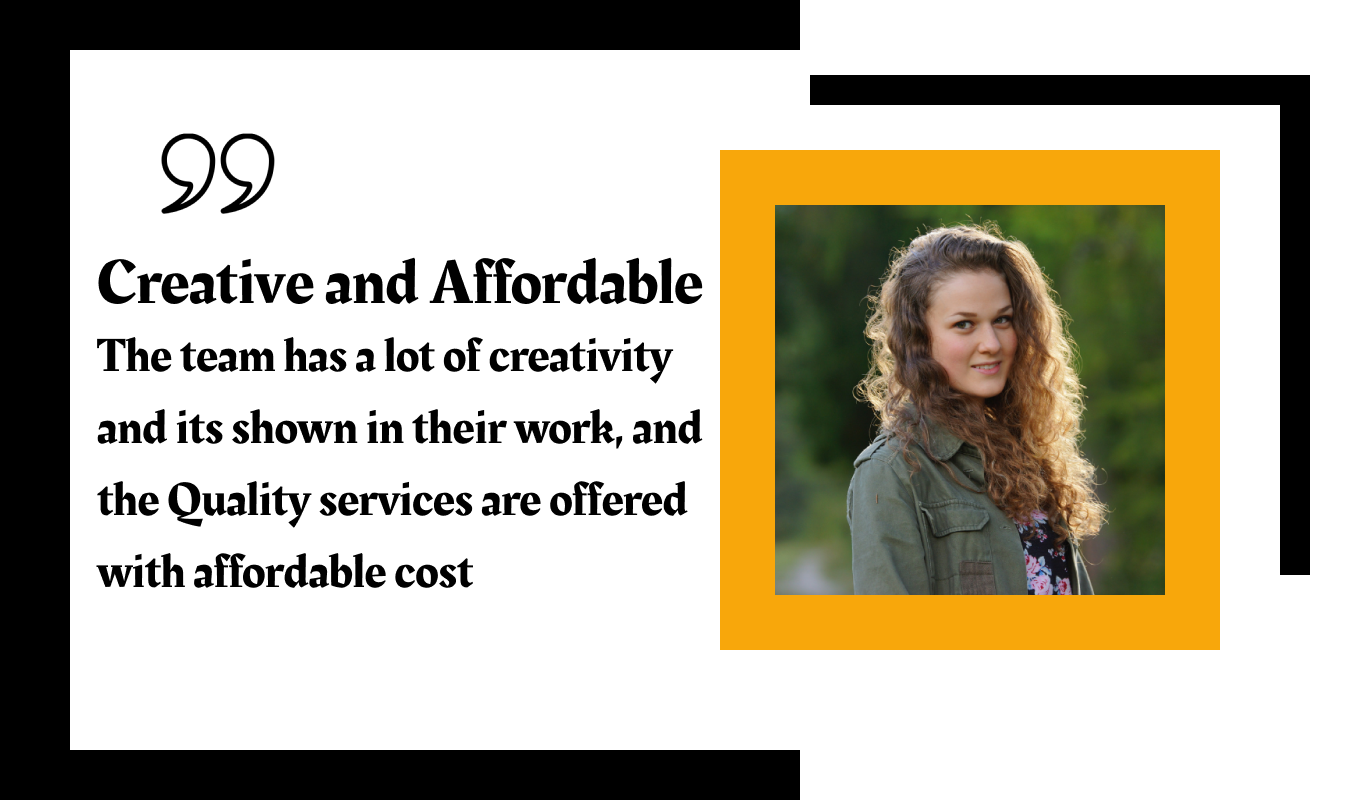 Creative and Affordable
The team has a lot of creativity
and its shown in their work, and
the Quality services are offered
with affordable cost